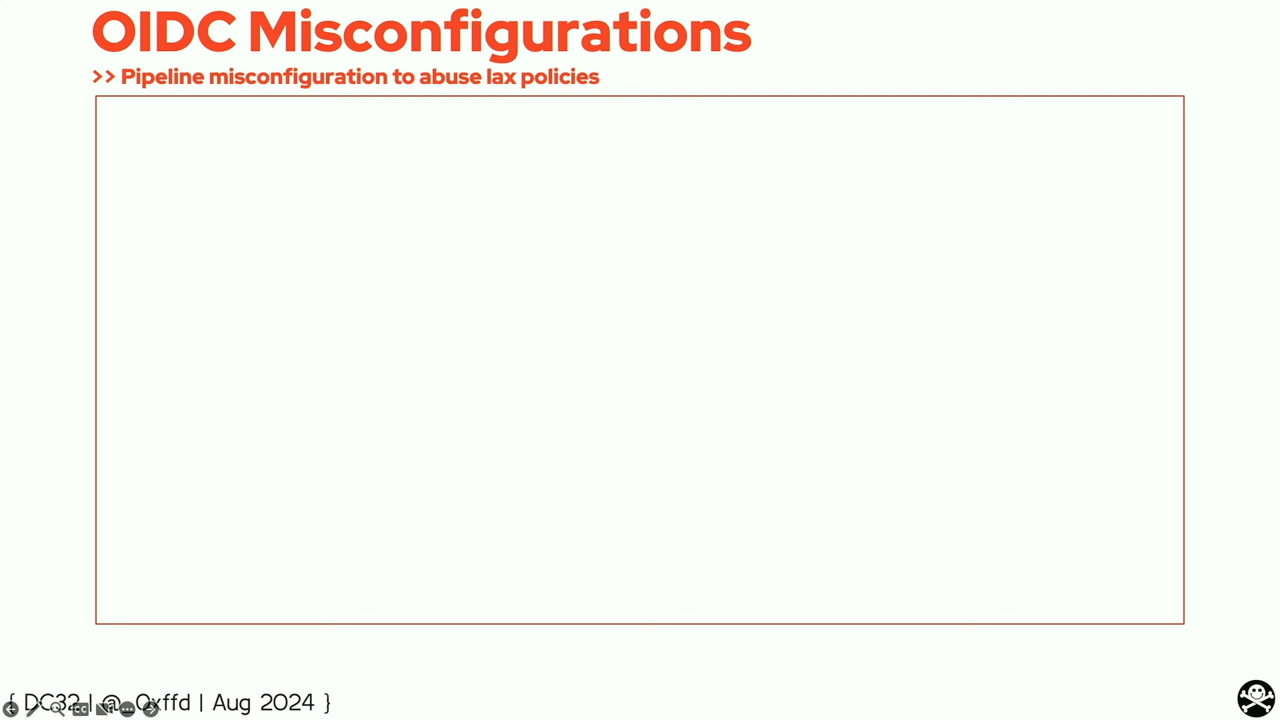 OIDC Misconfigurations
>> Pipeline misconfiguration to abuse lax policies
{ DC32 | @_0xffd | Aug 2024 }